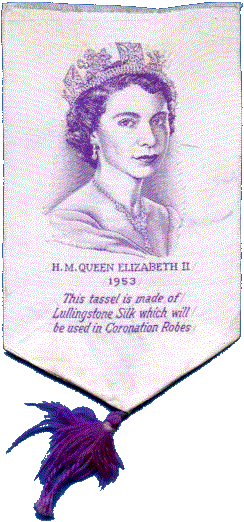 H. M. QUEEN ELIZABETH II
1953
This tassel is made of
Lullingstone Silk which will
be used in Coronation Robes